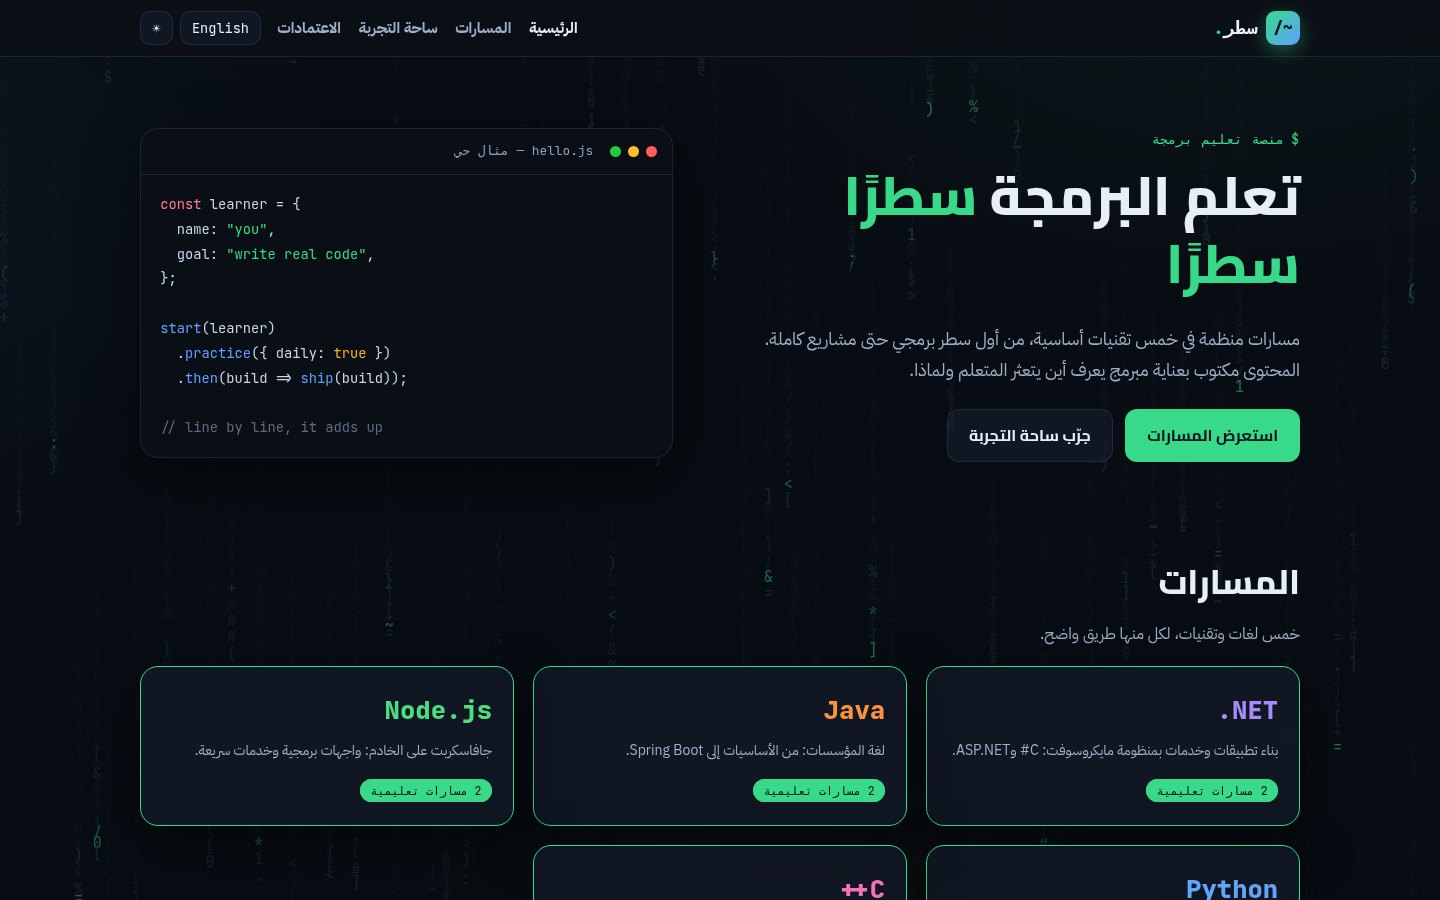 ~/ سطر.
الرئيسية
المسارات
ساحة التجربة
الاعتمادات
English
$ منصة تعليم برمجة
تعلم البرمجة سطرًا
سطرًا
مسارات منظمة في خمس تقنيات أساسية، من أول سطر برمجي حتى مشاريع كاملة.
المحتوى مكتوب بعناية مبرمج يعرف أين يتعثر المتعلم ولماذا.
استعرض المسارات
جرّب ساحة التجربة
hello.js — مثال حي
const learner = {
  name: "you",
  goal: "write real code",
};
start(learner)
  .practice({ daily: true })
  .then(build => ship(build));
// line by line, it adds up
المسارات
خمس لغات وتقنيات، لكل منها طريق واضح.
.NET
بناء تطبيقات وخدمات بمنظومة مايكروسوفت: C# وASP.NET.
2 مسارات تعليمية
Java
لغة المؤسسات: من الأساسيات إلى Spring Boot.
2 مسارات تعليمية
Node.js
جافاسكربت على الخادم: واجهات برمجية وخدمات سريعة.
2 مسارات تعليمية
Python
++C